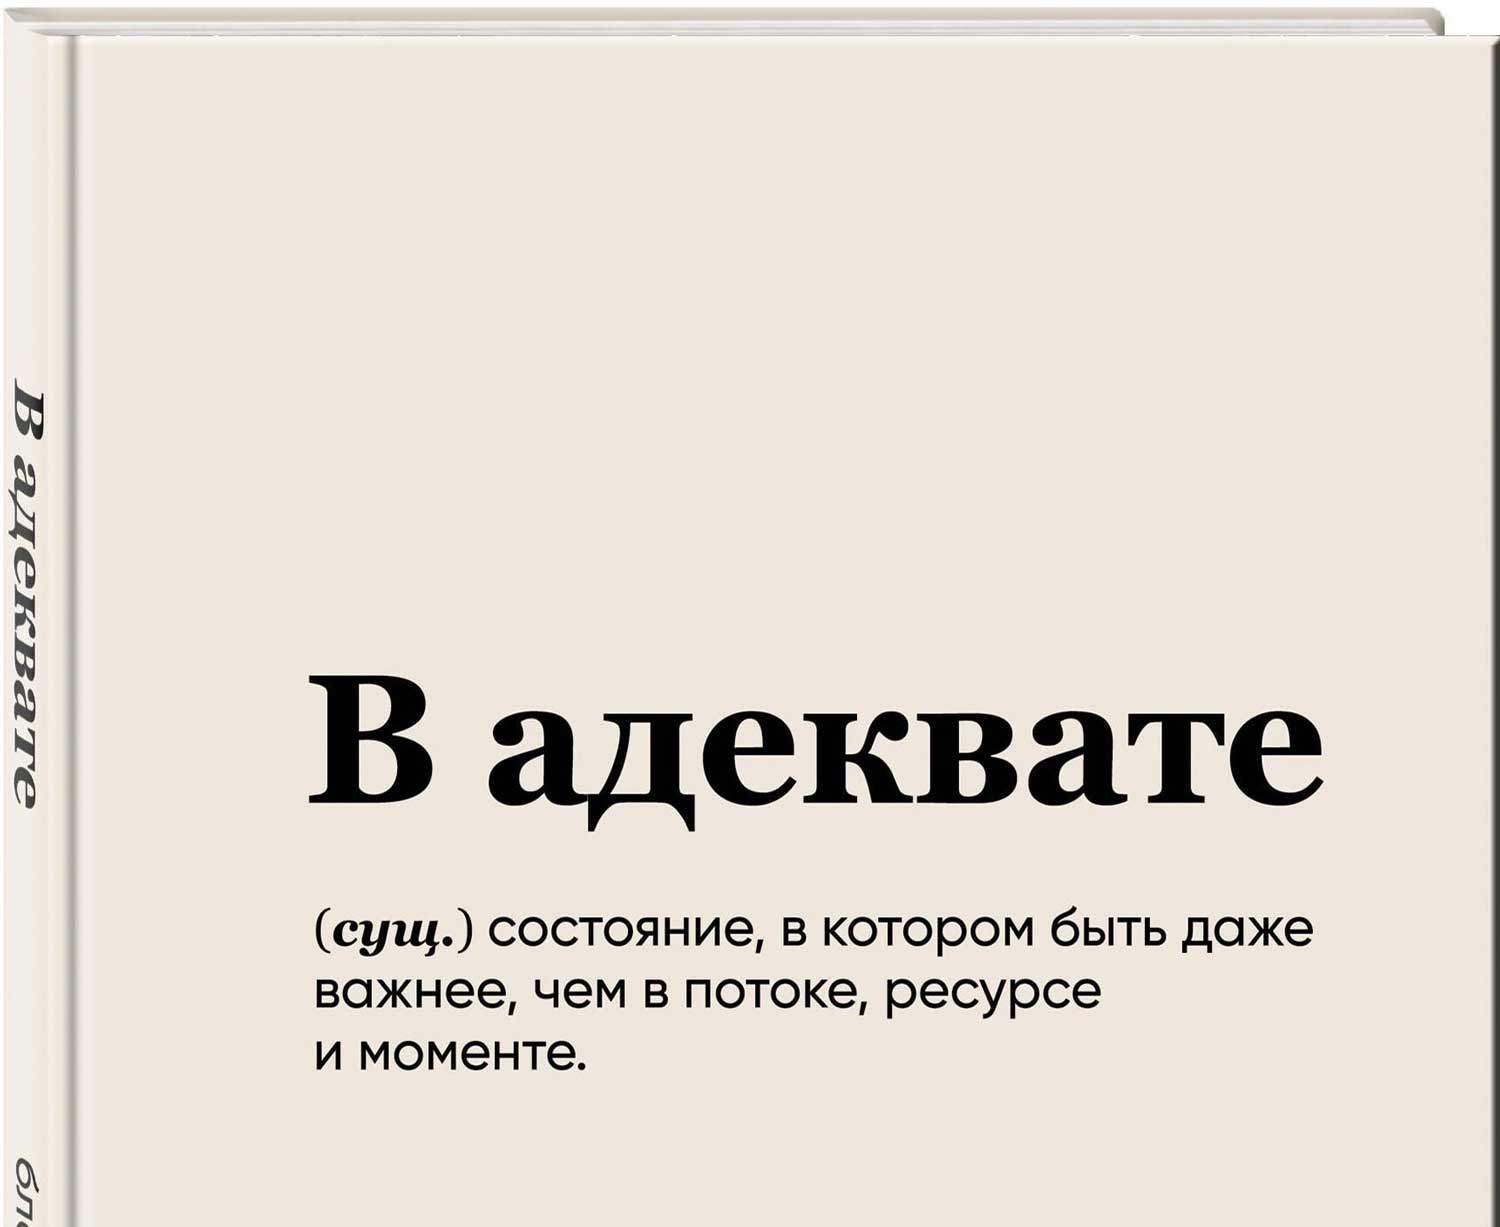 В адеквате
В адеквате
(сущ.) состояние, в котором быть даже
важнее, чем в потоке, ресурсе
и моменте.